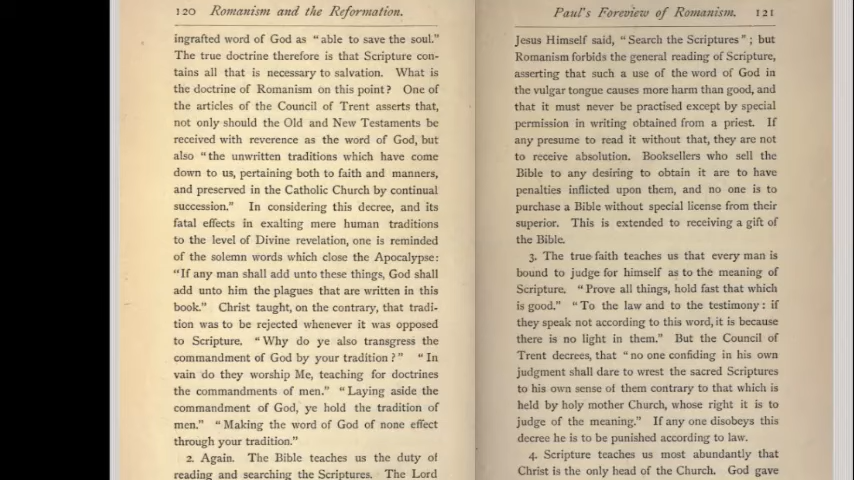 120 Romanism and the Reformation.
ingrafted word of God as “able to save the soul.”
The true doctrine therefore is that Scripture con-
tains all that is necessary to salvation. What is
the doctrine of Romanism on this point? One of
the articles of the Council of Trent asserts that,
not only should the Old and New Testaments be
received with reverence as the word of God, but
also “the unwritten traditions which have come
down to us, pertaining both to faith and manners,
and preserved in the Catholic Church by continual
succession.” In considering this decree, and its
fatal effects in exalting mere human traditions
to the level of Divine revelation, one is reminded
of the solemn words which close the Apocalypse:
“If any man shall add unto these things, God shall
add unto him the plagues that are written in this
book.” Christ taught, on the contrary, that tradi-
tion was to be rejected whenever it was opposed
to Scripture. “Why do ye also transgress the
commandment of God by your tradition?” “In
vain do they worship Me, teaching for doctrines
the commandments of men.” “Laying aside the
commandment of God, ye hold the tradition of
men.” “Making the word of God of none effect
through your tradition.”
2. Again. The Bible teaches us the duty of
reading and searching the Scriptures. The Lord
Paul's Foreview of Romanism. 121
Jesus Himself said, “Search the Scriptures”; but
Romanism forbids the general reading of Scripture,
asserting that such a use of the word of God in
the vulgar tongue causes more harm than good, and
that it must never be practised except by special
permission in writing obtained from a priest. If
any presume to read it without that, they are not
to receive absolution. Booksellers who sell the
Bible to any desiring to obtain it are to have
penalties inflicted upon them, and no one is to
purchase a Bible without special license from their
superior. This is extended to receiving a gift of
the Bible.
3. The true faith teaches us that every man is
bound to judge for himself as to the meaning of
Scripture. “Prove all things, hold fast that which
is good.” “To the law and to the testimony: if
they speak not according to this word, it is because
there is no light in them.” But the Council of
Trent decrees, that “no one confiding in his own
judgment shall dare to wrest the sacred Scriptures
to his own sense of them contrary to that which is
held by holy mother Church, whose right it is to
judge of the meaning.” If any one disobeys this
decree he is to be punished according to law.
4. Scripture teaches us most abundantly that
Christ is the only head of the Church. God gave